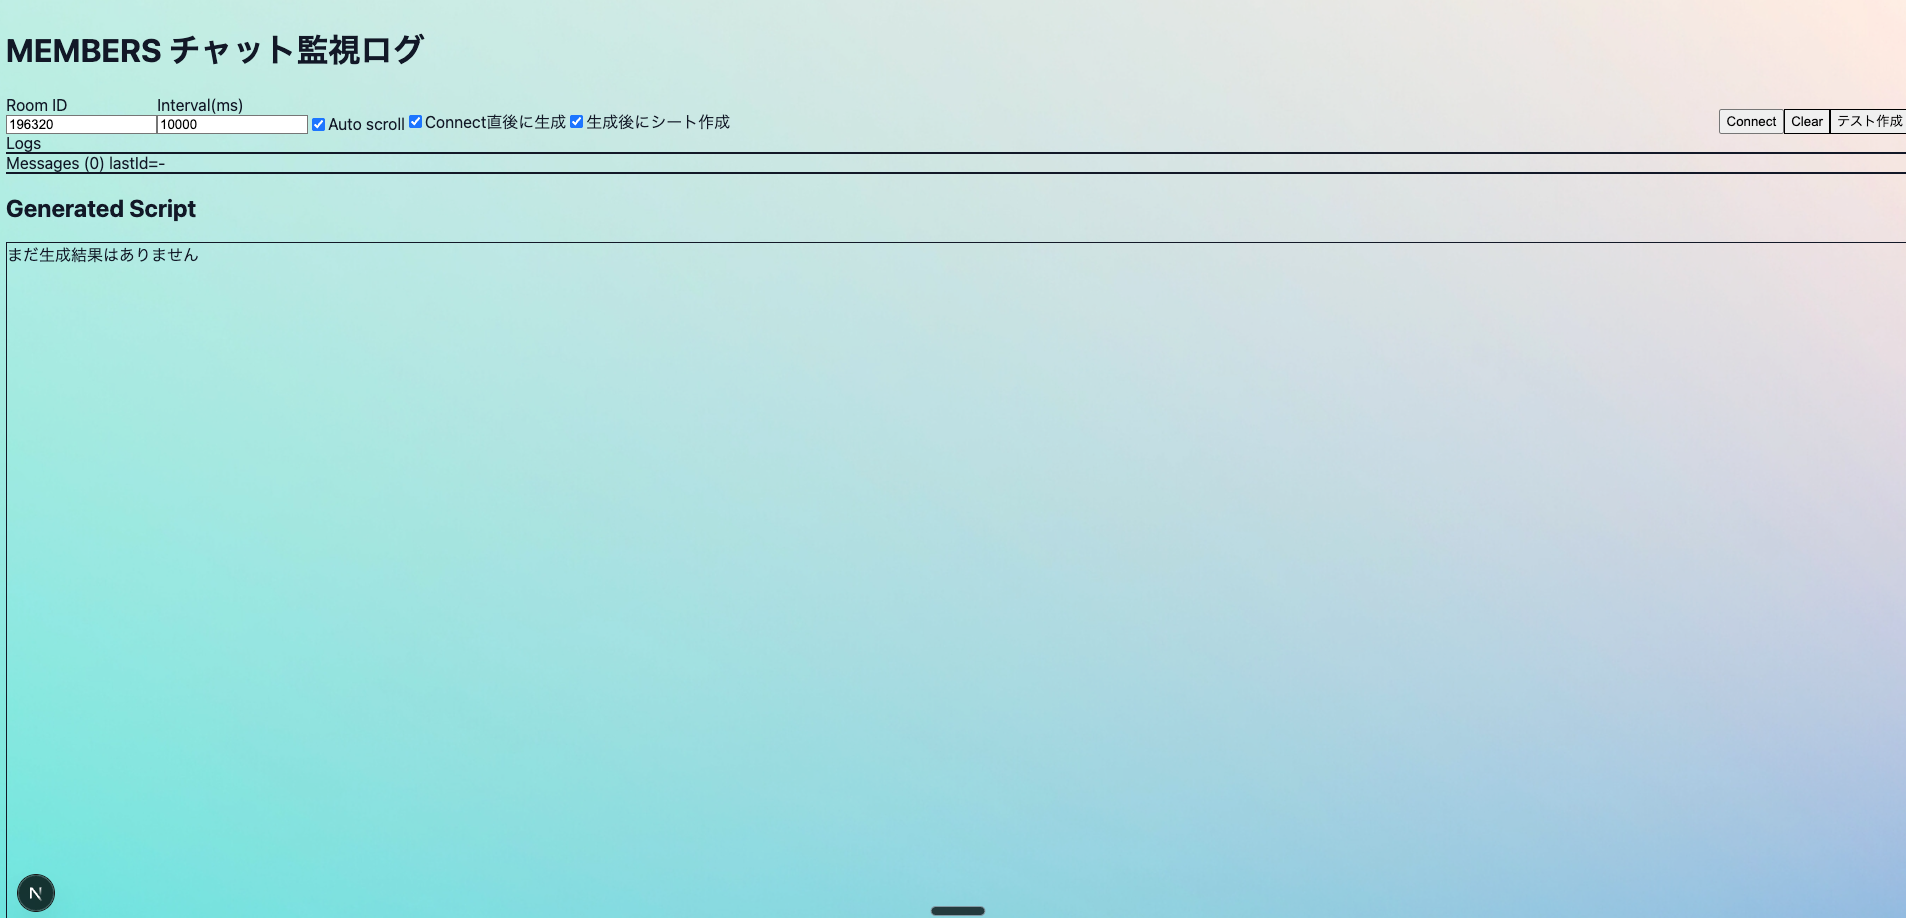 MEMBERS チャット監視ログ
Room ID Interval(ms)
196320 10000 Auto scroll Connect直後に生成 生成後にシート作成 Connect Clear テスト作成
Logs
Messages (0) lastId=-
Generated Script
まだ生成結果はありません
N